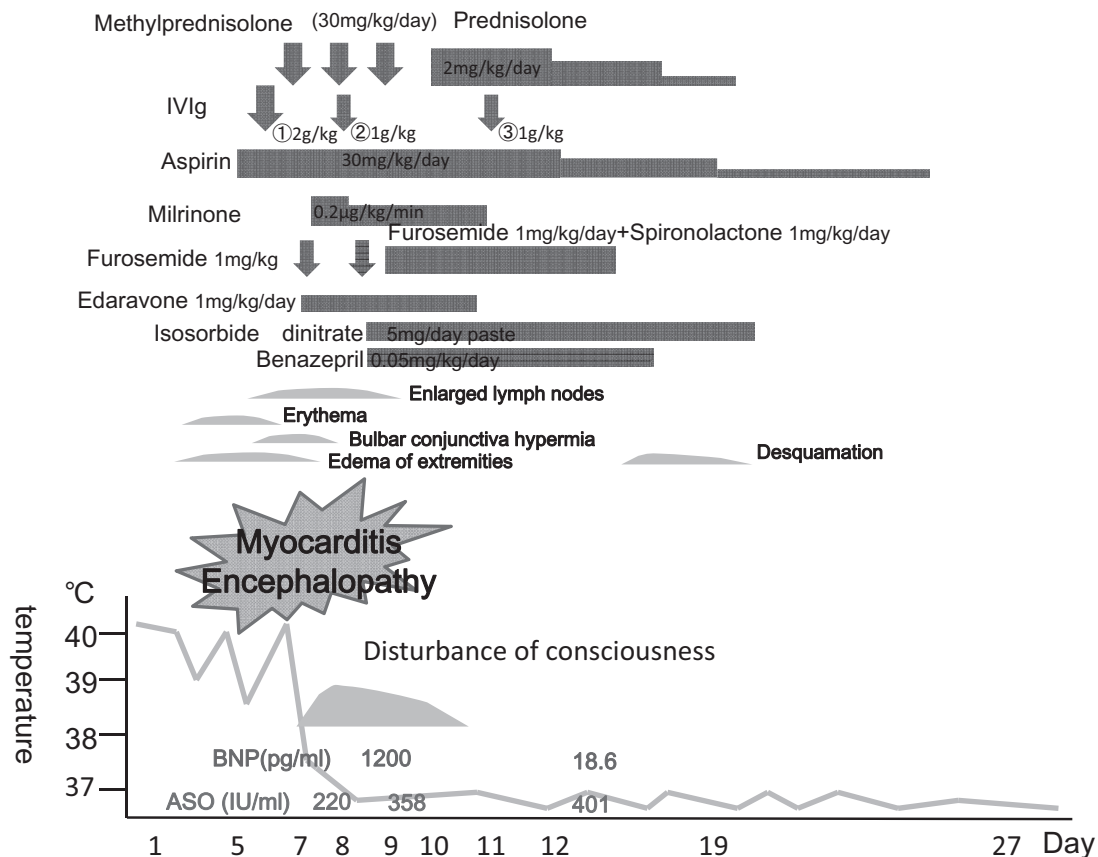 Methylprednisolone (30mg/kg/day) Prednisolone
2mg/kg/day
IVIg
①2g/kg ②1g/kg ③1g/kg
Aspirin 30mg/kg/day
Milrinone 0.2μg/kg/min
Furosemide 1mg/kg/day+Spironolactone 1mg/kg/day
Furosemide 1mg/kg
Edaravone 1mg/kg/day
Isosorbide dinitrate 5mg/day paste
Benazepril 0.05mg/kg/day
Enlarged lymph nodes
Erythema
Bulbar conjunctiva hypermia
Edema of extremities
Desquamation
Myocarditis
Encephalopathy
°C
temperature
40
Disturbance of consciousness
39
38
BNP(pg/ml) 1200 18.6
37
ASO (IU/ml) 220 358 401
1 5 7 8 9 10 11 12 19 27 Day